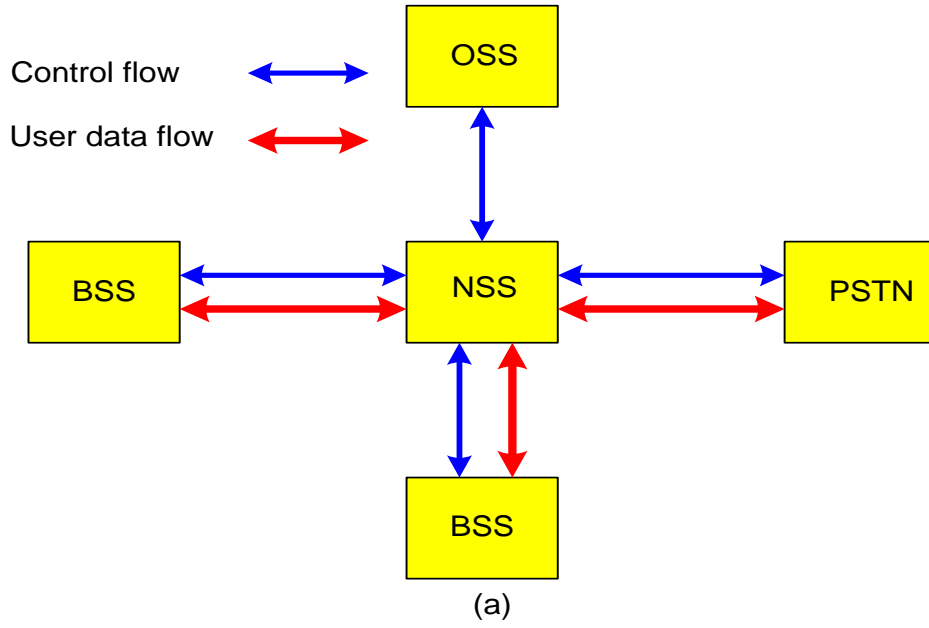 OSS
Control flow
User data flow
BSS
NSS
PSTN
BSS
(a)